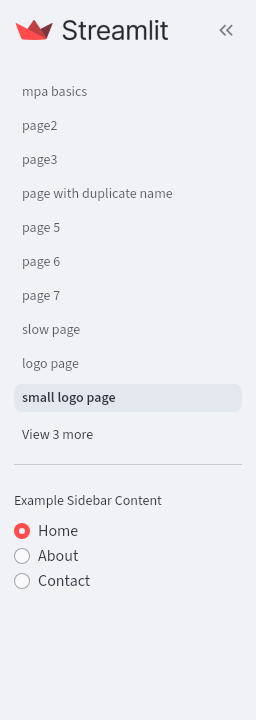 Streamlit
mpa basics
page2
page3
page with duplicate name
page 5
page 6
page 7
slow page
logo page
small logo page
View 3 more
Example Sidebar Content
Home
About
Contact